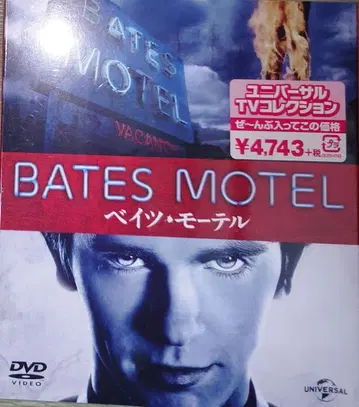 BATES
MOTEL
VACANCY
ユニバーサル
TVコレクション
ぜ～んぶ入ってこの価格
¥4,743+税
BATES MOTEL
ベイツ・モーテル
DVD
VIDEO
UNIVERSAL